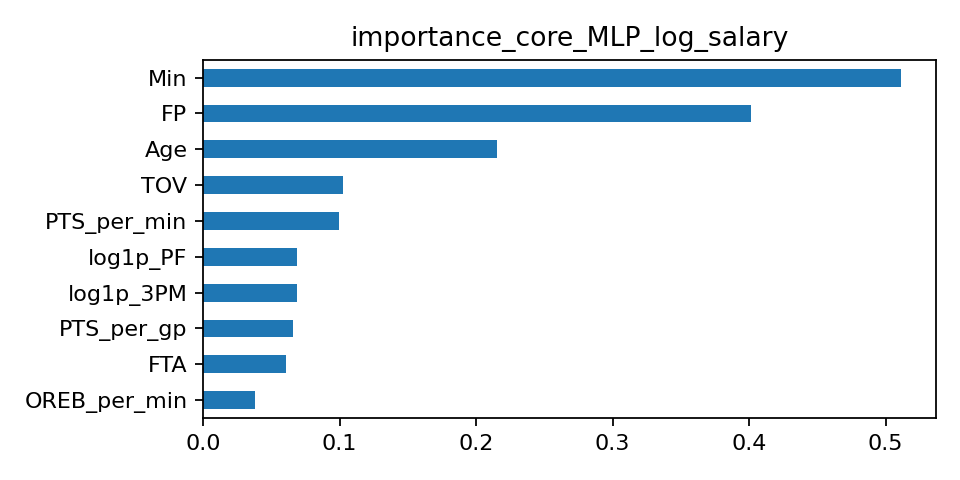 importance_core_MLP_log_salary
Min
FP
Age
TOV
PTS_per_min
log1p_PF
log1p_3PM
PTS_per_gp
FTA
OREB_per_min
0.0 0.1 0.2 0.3 0.4 0.5